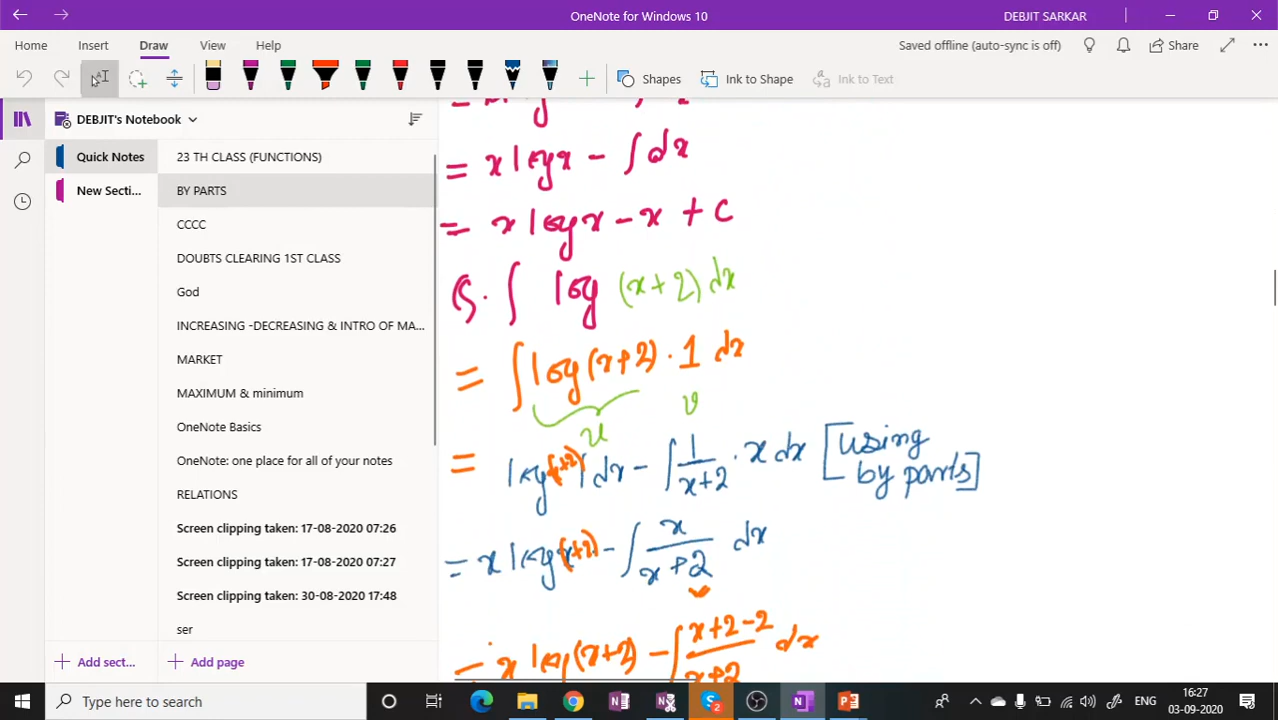 OneNote for Windows 10
DEBJIT SARKAR
Home Insert Draw View Help
Saved offline (auto-sync is off)
Share
Shapes
Ink to Shape
Ink to Text
DEBJIT's Notebook
Quick Notes
New Secti...
23 TH CLASS (FUNCTIONS)
BY PARTS
CCCC
DOUBTS CLEARING 1ST CLASS
God
INCREASING -DECREASING & INTRO OF MA...
MARKET
MAXIMUM & minimum
OneNote Basics
OneNote: one place for all of your notes
RELATIONS
Screen clipping taken: 17-08-2020 07:26
Screen clipping taken: 17-08-2020 07:27
Screen clipping taken: 30-08-2020 17:48
ser
Add sect...
Add page
= x log x - ∫ dx
= x log x - x + c
Q. ∫ log (x+2) dx
= ∫ log(x+2) · 1 dx
u v
= log(x+2) ∫ dx - ∫ 1/(x+2) · x dx [using by parts]
= x log(x+2) - ∫ x/(x+2) dx
= x log(x+2) - ∫ (x+2-2)/(x+2) dx
Type here to search
2
ENG
16:27
03-09-2020